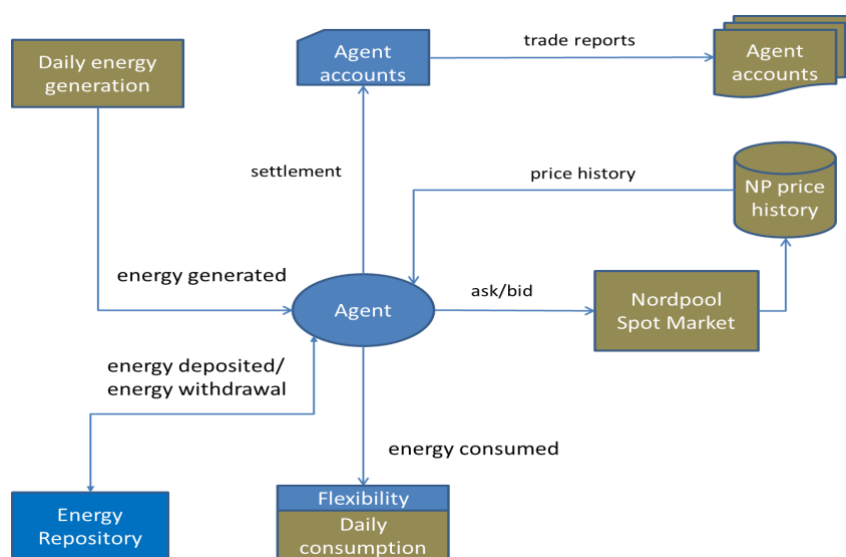 Daily energy
generation
Agent
accounts
trade reports
Agent
accounts
settlement
price history
NP price
history
energy generated
Agent
ask/bid
Nordpool
Spot Market
energy deposited/
energy withdrawal
energy consumed
Energy
Repository
Flexibility
Daily
consumption